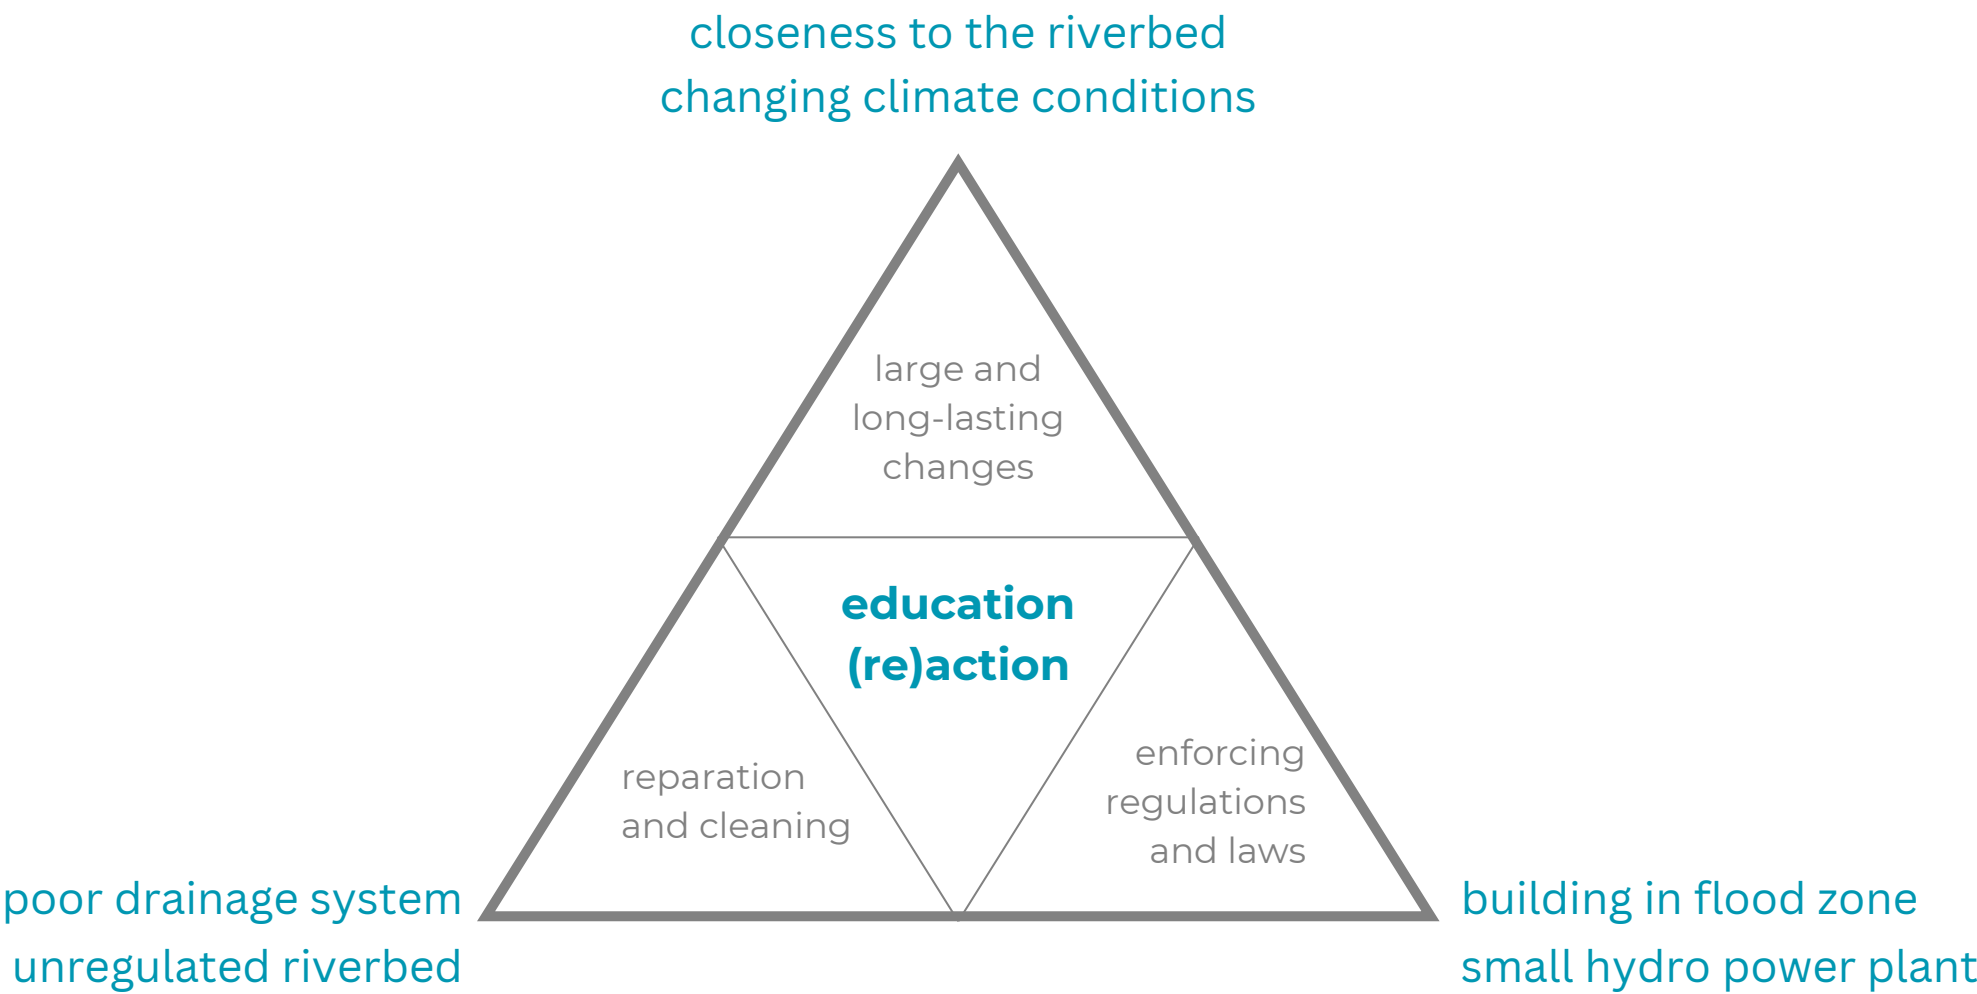 closeness to the riverbed
changing climate conditions
large and
long-lasting
changes
education
(re)action
reparation
and cleaning
enforcing
regulations
and laws
poor drainage system
unregulated riverbed
building in flood zone
small hydro power plant